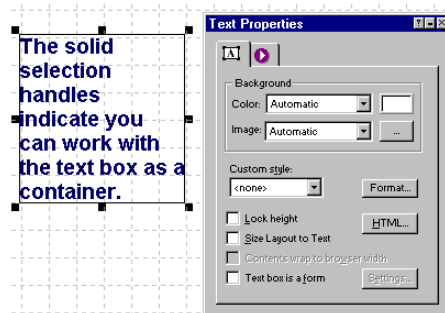 The solid
selection
handles
indicate you
can work with
the text box as a
container.
Text Properties
A
Background
Color: Automatic
Image: Automatic
...
Custom style:
<none>
Format...
Lock height
HTML...
Size Layout to Text
Contents wrap to browser width
Text box is a form
Settings...